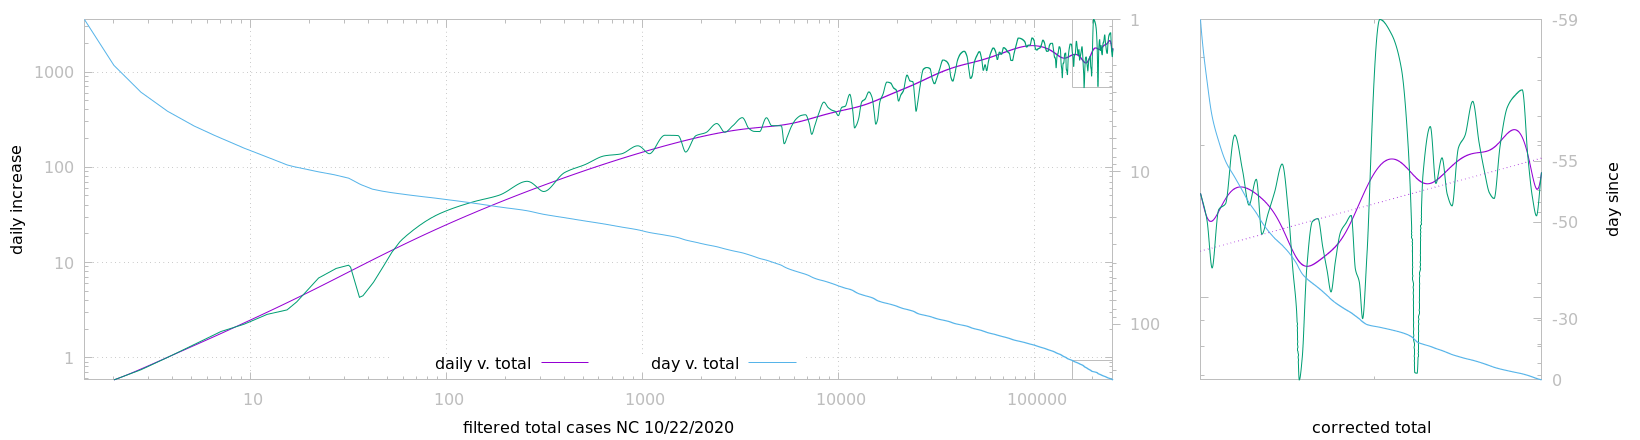 1000
100
10
1
daily increase
10
100
1000
10000
100000
filtered total cases NC 10/22/2020
daily v. total
day v. total
1
10
100
-59
-55
-50
-30
0
day since
corrected total